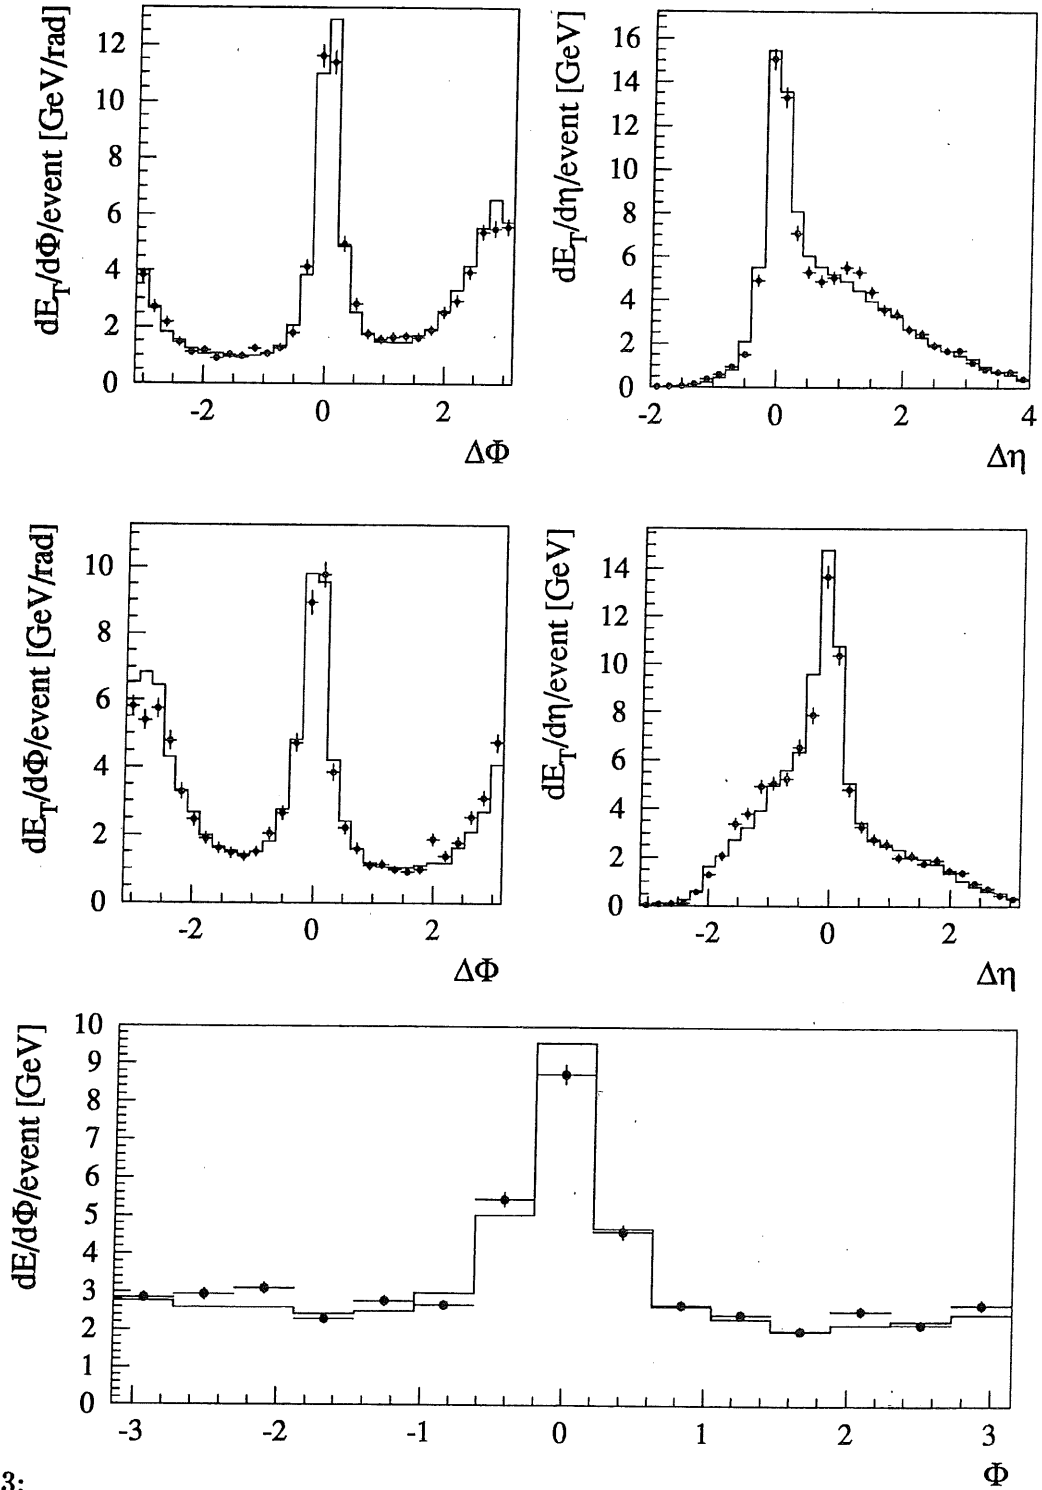 dE_T/dΦ/event [GeV/rad]
12
10
8
6
4
2
0
-2 0 2
ΔΦ
dE_T/dη/event [GeV]
16
14
12
10
8
6
4
2
0
-2 0 2 4
Δη
dE_T/dΦ/event [GeV/rad]
10
8
6
4
2
0
-2 0 2
ΔΦ
dE_T/dη/event [GeV]
14
12
10
8
6
4
2
0
-2 0 2
Δη
dE/dΦ/event [GeV]
10
9
8
7
6
5
4
3
2
1
0
-3 -2 -1 0 1 2 3
Φ
3: